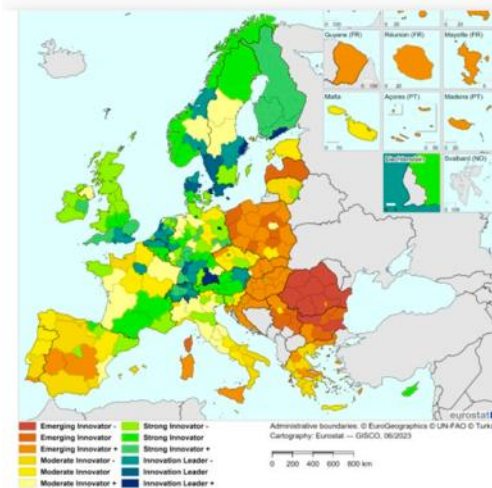 Guyane (FR)
Réunion (FR)
Mayotte (FR)
Malta
Açores (PT)
Madeira (PT)
Liechtenstein
Svalbard (NO)
eurostat
Emerging Innovator -
Emerging Innovator
Emerging Innovator +
Moderate Innovator -
Moderate Innovator
Moderate Innovator +
Strong Innovator -
Strong Innovator
Strong Innovator +
Innovation Leader -
Innovation Leader
Innovation Leader +
Administrative boundaries: © EuroGeographics © UN-FAO © Turk
Cartography: Eurostat — GISCO, 06/2023
0 200 400 600 800 km